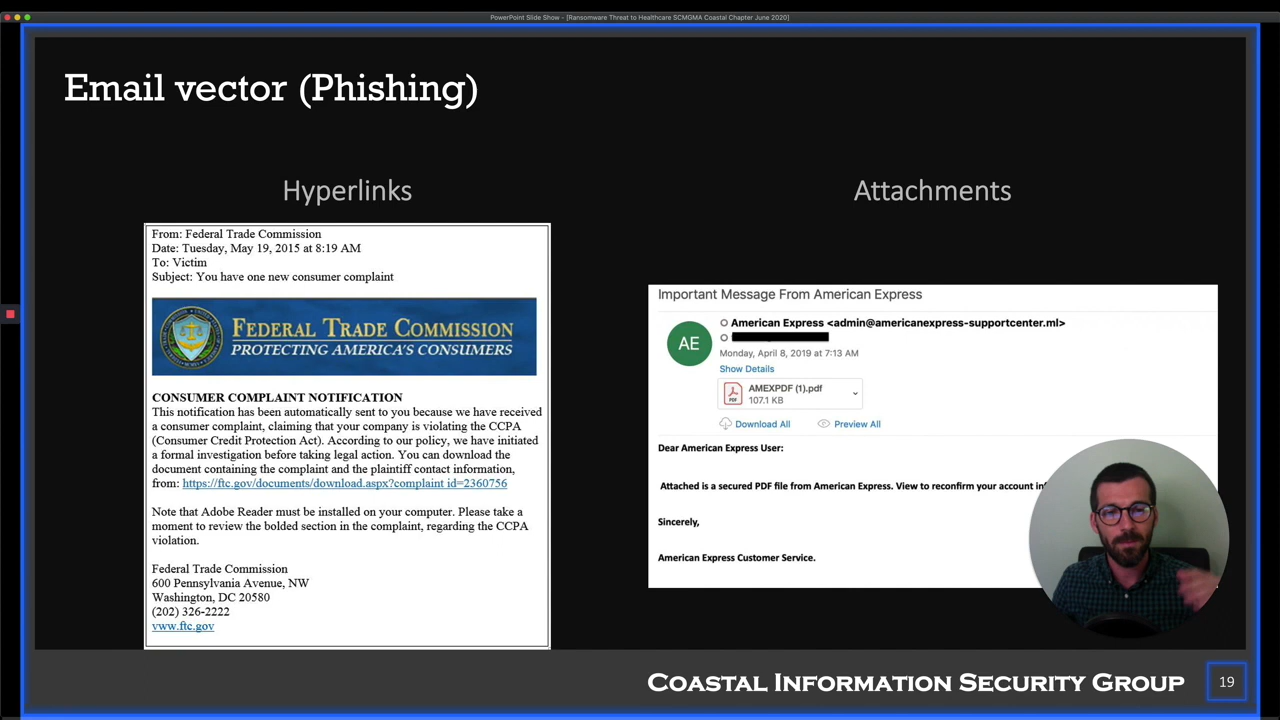 PowerPoint Slide Show - [Ransomware Threat to Healthcare SCMGMA Coastal Chapter June 2020]
Email vector (Phishing)
Hyperlinks
From: Federal Trade Commission
Date: Tuesday, May 19, 2015 at 8:19 AM
To: Victim
Subject: You have one new consumer complaint
FEDERAL TRADE COMMISSION
PROTECTING AMERICA'S CONSUMERS
CONSUMER COMPLAINT NOTIFICATION
This notification has been automatically sent to you because we have received
a consumer complaint, claiming that your company is violating the CCPA
(Consumer Credit Protection Act). According to our policy, we have initiated
a formal investigation before taking legal action. You can download the
document containing the complaint and the plaintiff contact information,
from: https://ftc.gov/documents/download.aspx?complaint id=2360756
Note that Adobe Reader must be installed on your computer. Please take a
moment to review the bolded section in the complaint, regarding the CCPA
violation.
Federal Trade Commission
600 Pennsylvania Avenue, NW
Washington, DC 20580
(202) 326-2222
vww.ftc.gov
Attachments
Important Message From American Express
AE
American Express <admin@americanexpress-supportcenter.ml>
Monday, April 8, 2019 at 7:13 AM
Show Details
PDF
AMEXPDF (1).pdf
107.1 KB
Download All
Preview All
Dear American Express User:
Attached is a secured PDF file from American Express. View to reconfirm your account
Sincerely,
American Express Customer Service.
COASTAL INFORMATION SECURITY GROUP
19